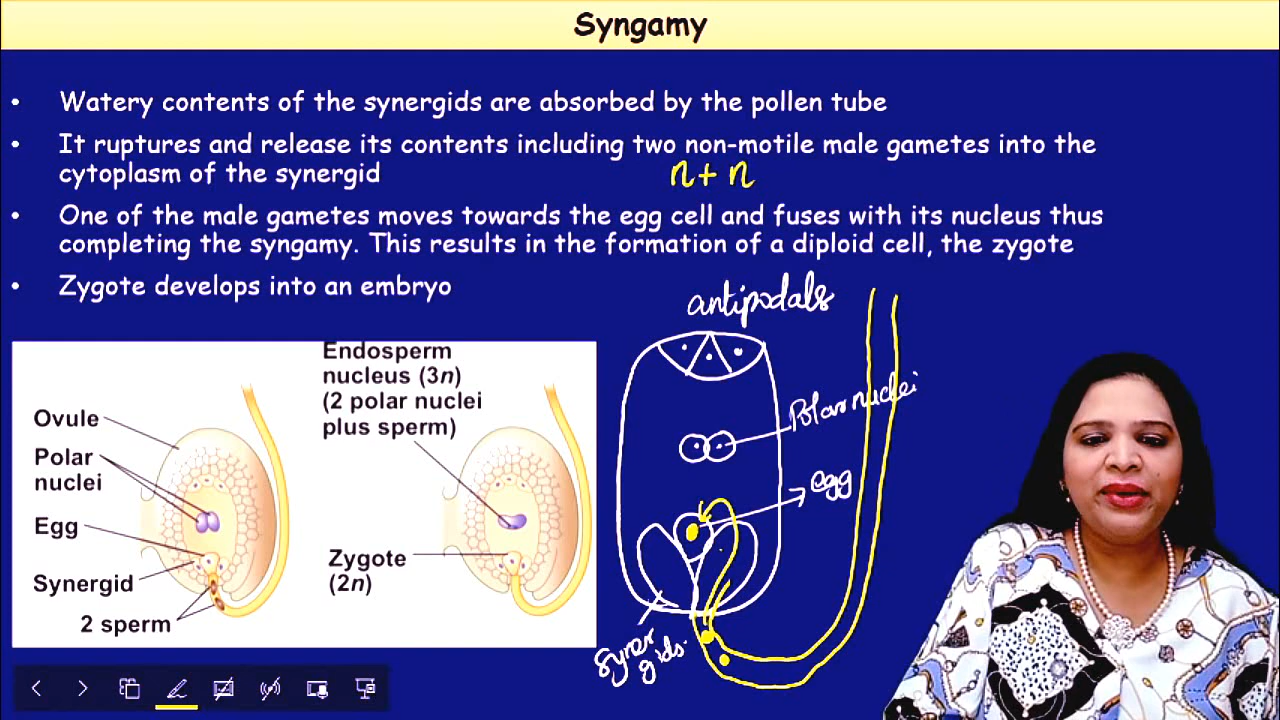 Syngamy
• Watery contents of the synergids are absorbed by the pollen tube
• It ruptures and release its contents including two non-motile male gametes into the
cytoplasm of the synergid
n + n
• One of the male gametes moves towards the egg cell and fuses with its nucleus thus
completing the syngamy. This results in the formation of a diploid cell, the zygote
• Zygote develops into an embryo
Ovule
Polar
nuclei
Egg
Synergid
2 sperm
Endosperm
nucleus (3n)
(2 polar nuclei
plus sperm)
Zygote
(2n)
antipodals
Polar nuclei
egg
Syner
gids.